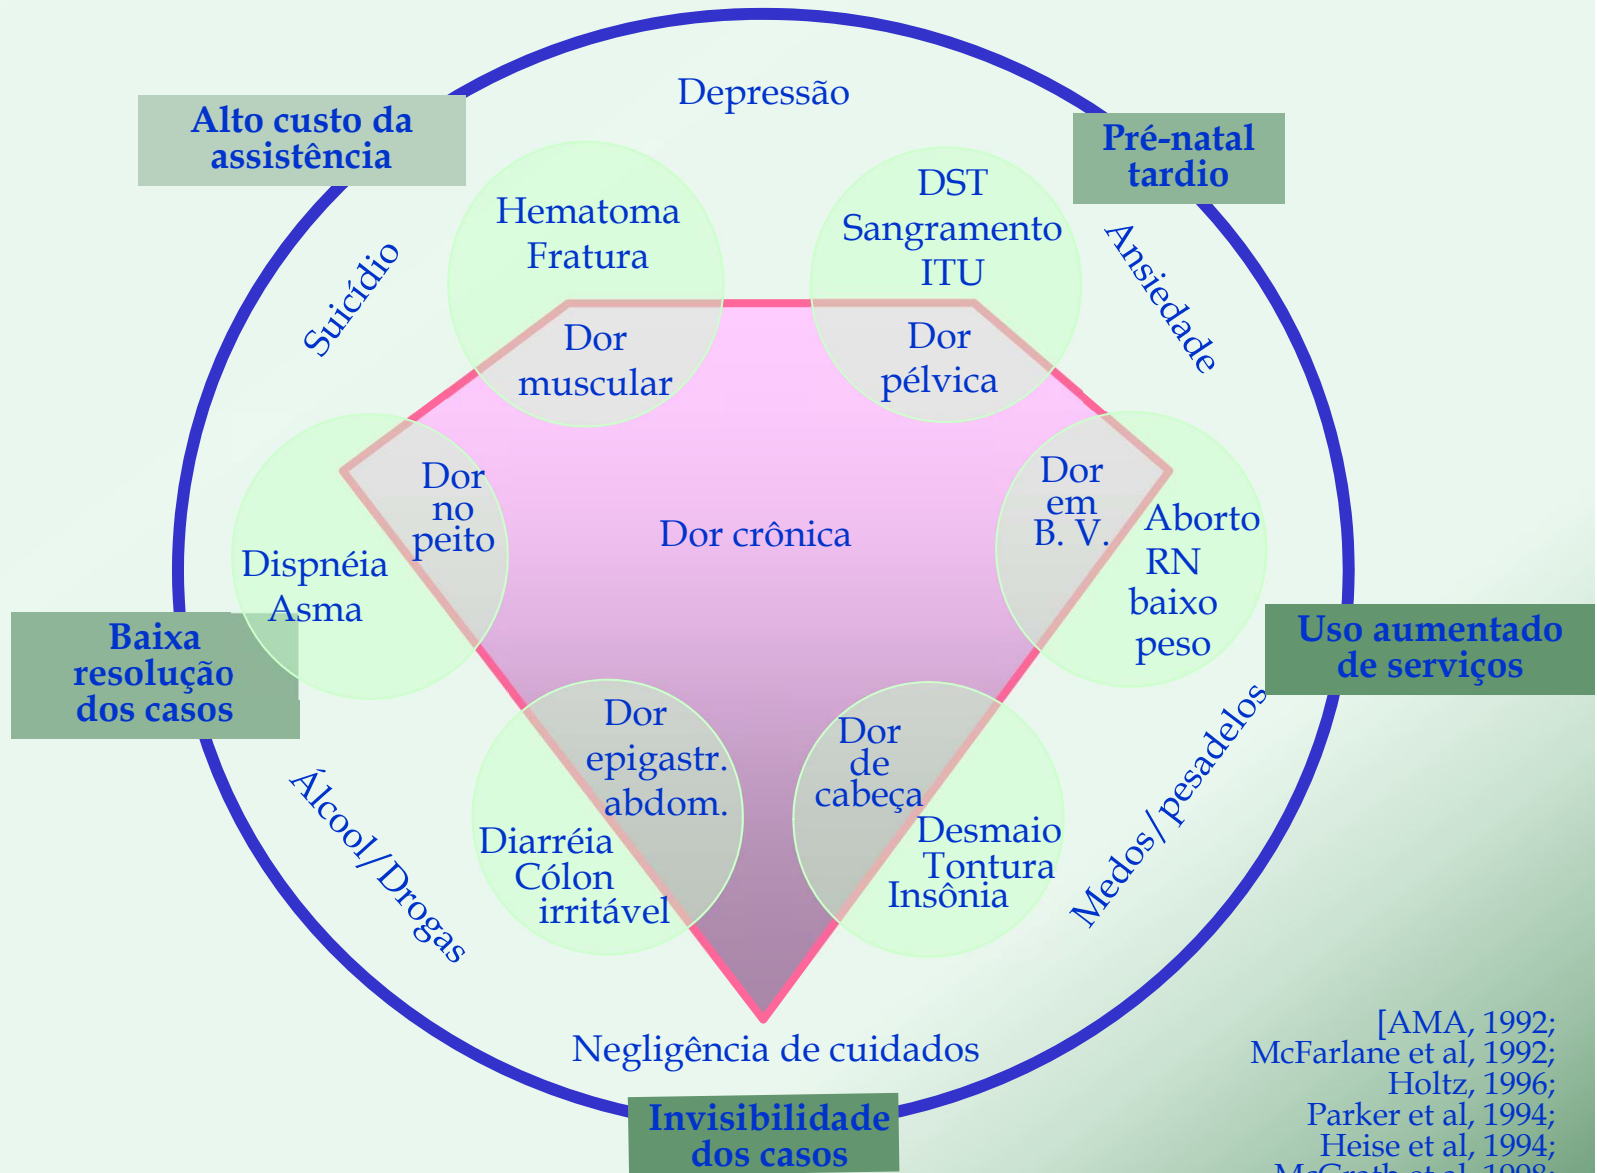 Depressão
Alto custo da
assistência
Pré-natal
tardio
Hematoma
Fratura
DST
Sangramento
ITU
Suicídio
Ansiedade
Dor
muscular
Dor
pélvica
Dor
no
peito
Dispnéia
Asma
Dor crônica
Dor
em
B. V.
Aborto
RN
baixo
peso
Baixa
resolução
dos casos
Uso aumentado
de serviços
Dor
epigastr.
abdom.
Diarréia
Cólon
irritável
Dor
de
cabeça
Desmaio
Tontura
Insônia
Álcool/Drogas
Medos/pesadelos
Negligência de cuidados
Invisibilidade
dos casos
[AMA, 1992;
McFarlane et al, 1992;
Holtz, 1996;
Parker et al, 1994;
Heise et al, 1994;
McGrath et al, 1998;